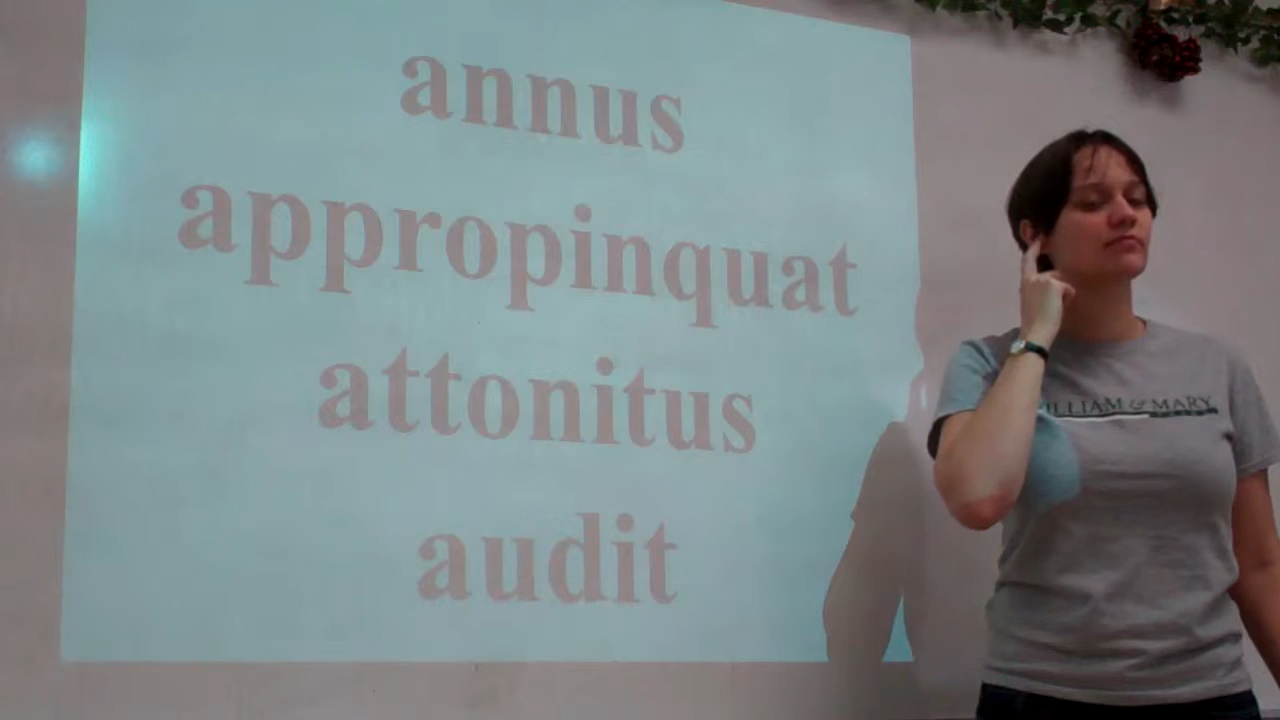 annus
appropinquat
attonitus
audit
WILLIAM & MARY